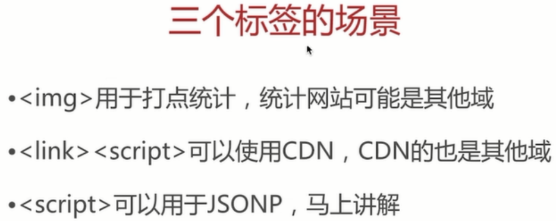 三个标签的场景
•<img>用于打点统计，统计网站可能是其他域
•<link><script>可以使用CDN，CDN的也是其他域
•<script>可以用于JSONP，马上讲解